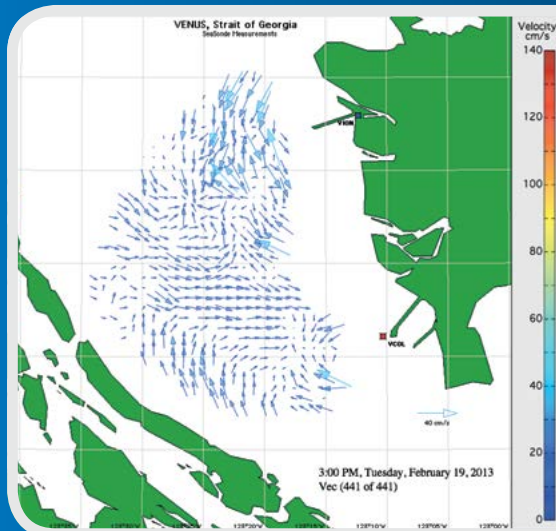 VENUS, Strait of Georgia
SeaSonde Measurements
Velocity
cm/s
140
120
100
80
60
40
20
0
VION
VCOL
40 cm/s
3:00 PM, Tuesday, February 19, 2013
Vec (441 of 441)